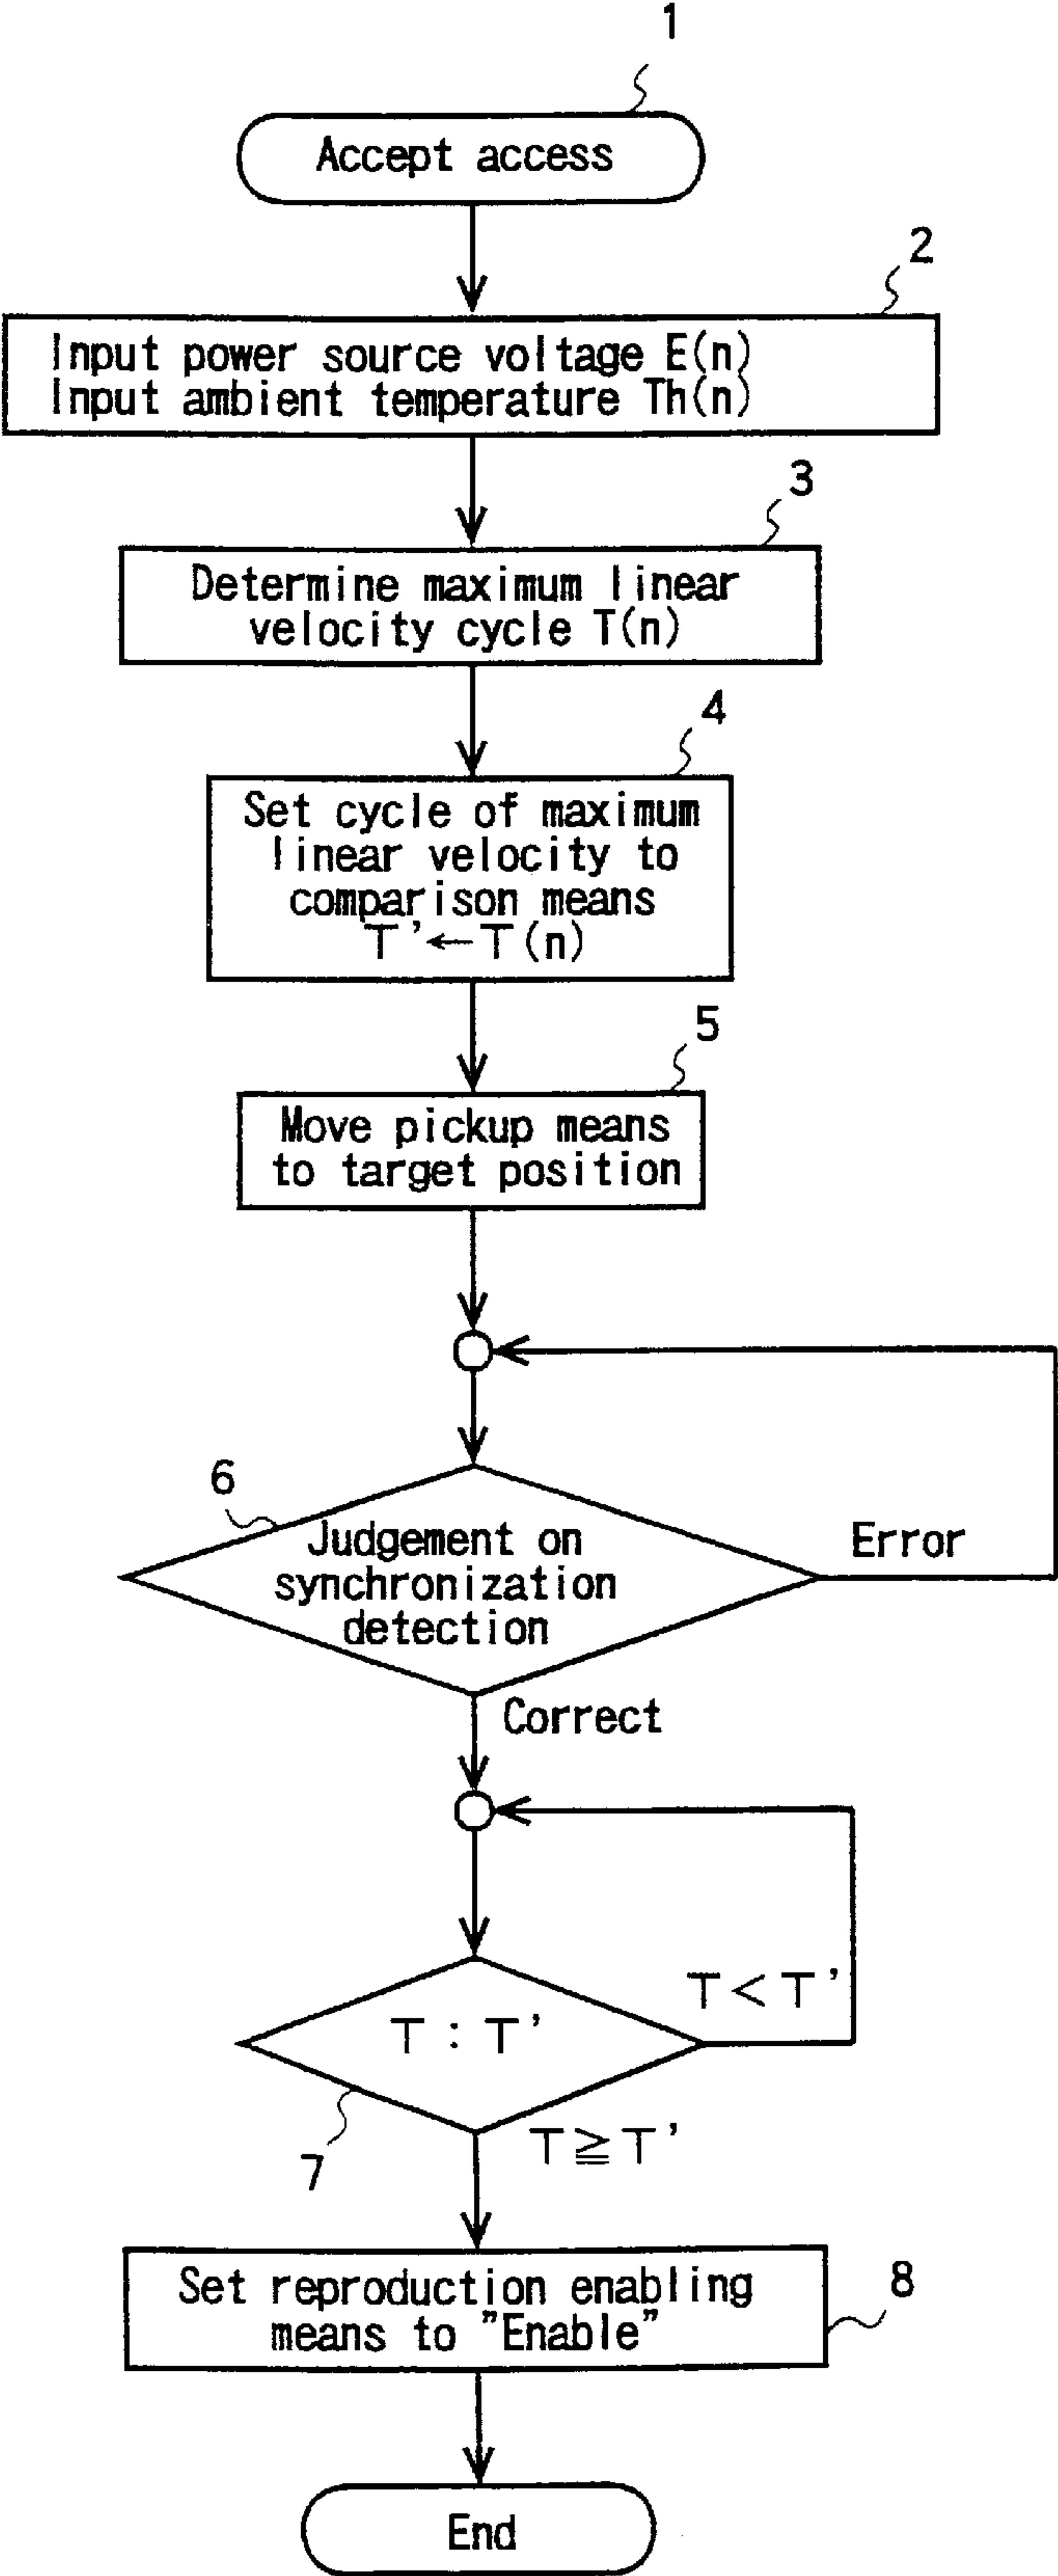 1
Accept access
2
Input power source voltage E(n)
Input ambient temperature Th(n)
3
Determine maximum linear
velocity cycle T(n)
4
Set cycle of maximum
linear velocity to
comparison means
T'←T(n)
5
Move pickup means
to target position
6
Judgement on
synchronization
detection
Error
Correct
T<T'
T : T'
7
T≧T'
Set reproduction enabling
means to "Enable"
8
End